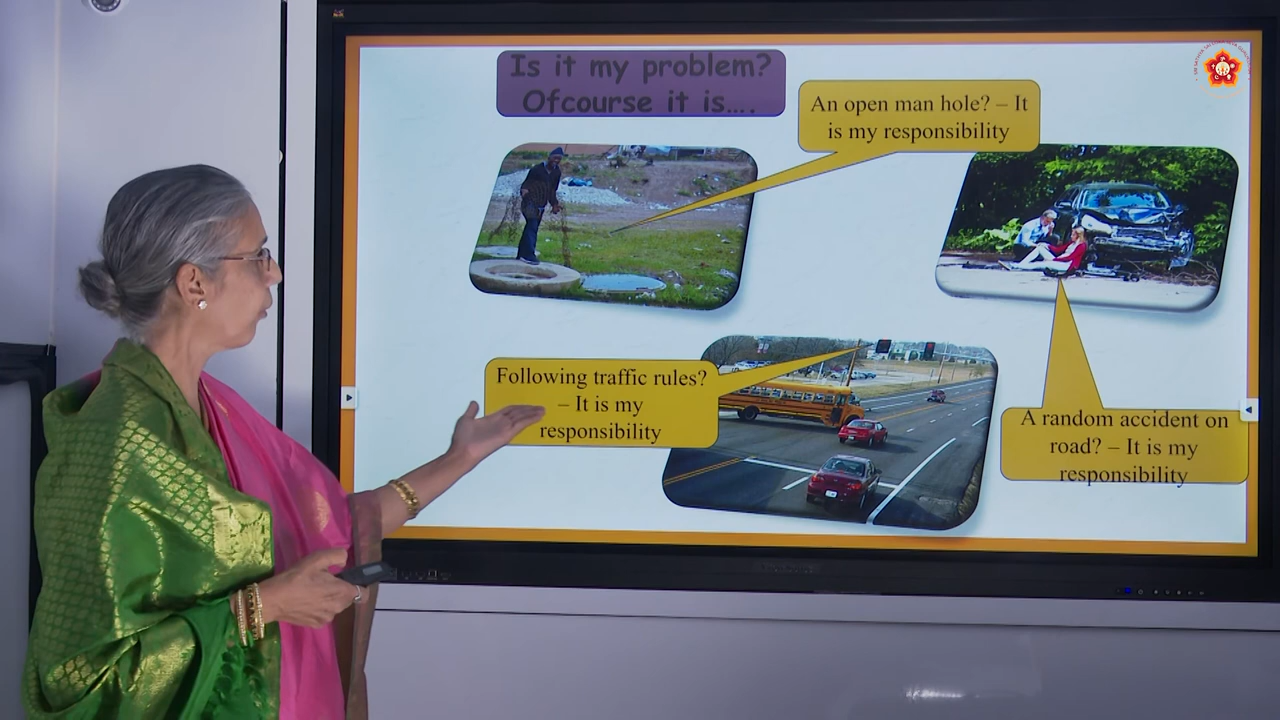 Is it my problem?
Ofcourse it is....
An open man hole? – It
is my responsibility
Following traffic rules?
– It is my
responsibility
A random accident on
road? – It is my
responsibility